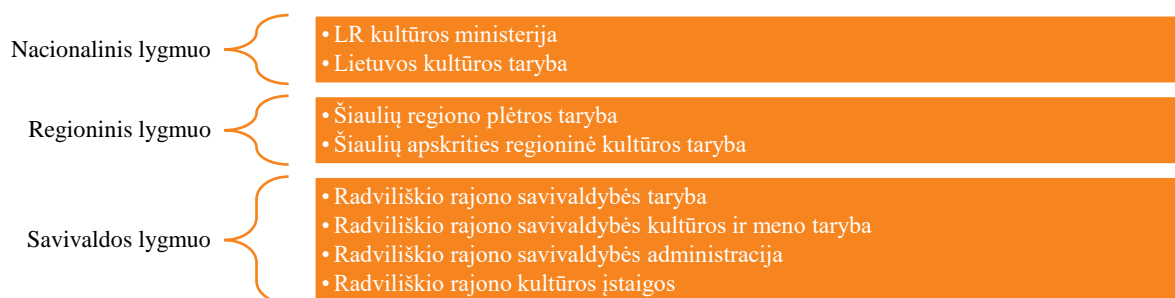 Nacionalinis lygmuo
• LR kultūros ministerija
• Lietuvos kultūros taryba
Regioninis lygmuo
• Šiaulių regiono plėtros taryba
• Šiaulių apskrities regioninė kultūros taryba
Savivaldos lygmuo
• Radviliškio rajono savivaldybės taryba
• Radviliškio rajono savivaldybės kultūros ir meno taryba
• Radviliškio rajono savivaldybės administracija
• Radviliškio rajono kultūros įstaigos